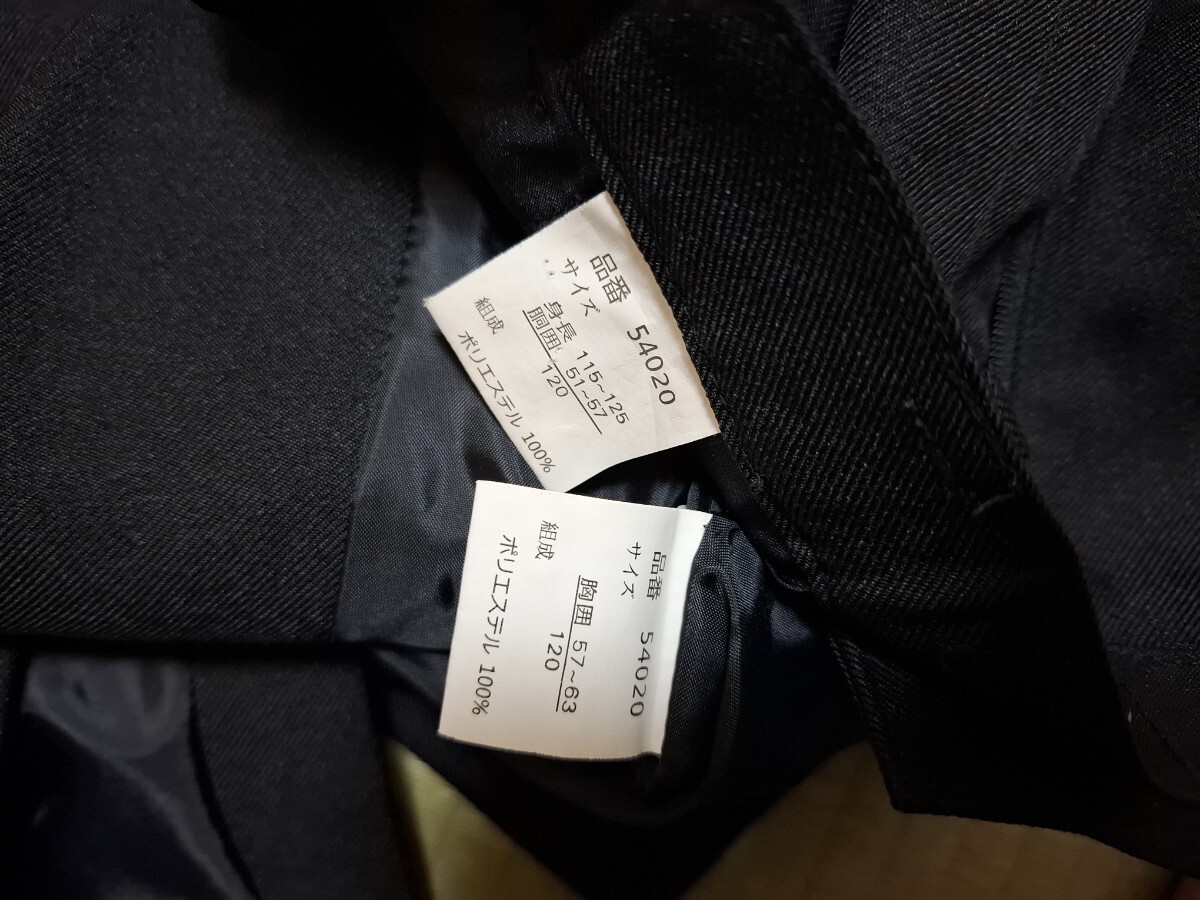 品番 54020
サイズ
身長 115~125
胴囲 51~57
120
組成
ポリエステル 100%
品番 54020
サイズ
胸囲 57~63
120
組成
ポリエステル 100%